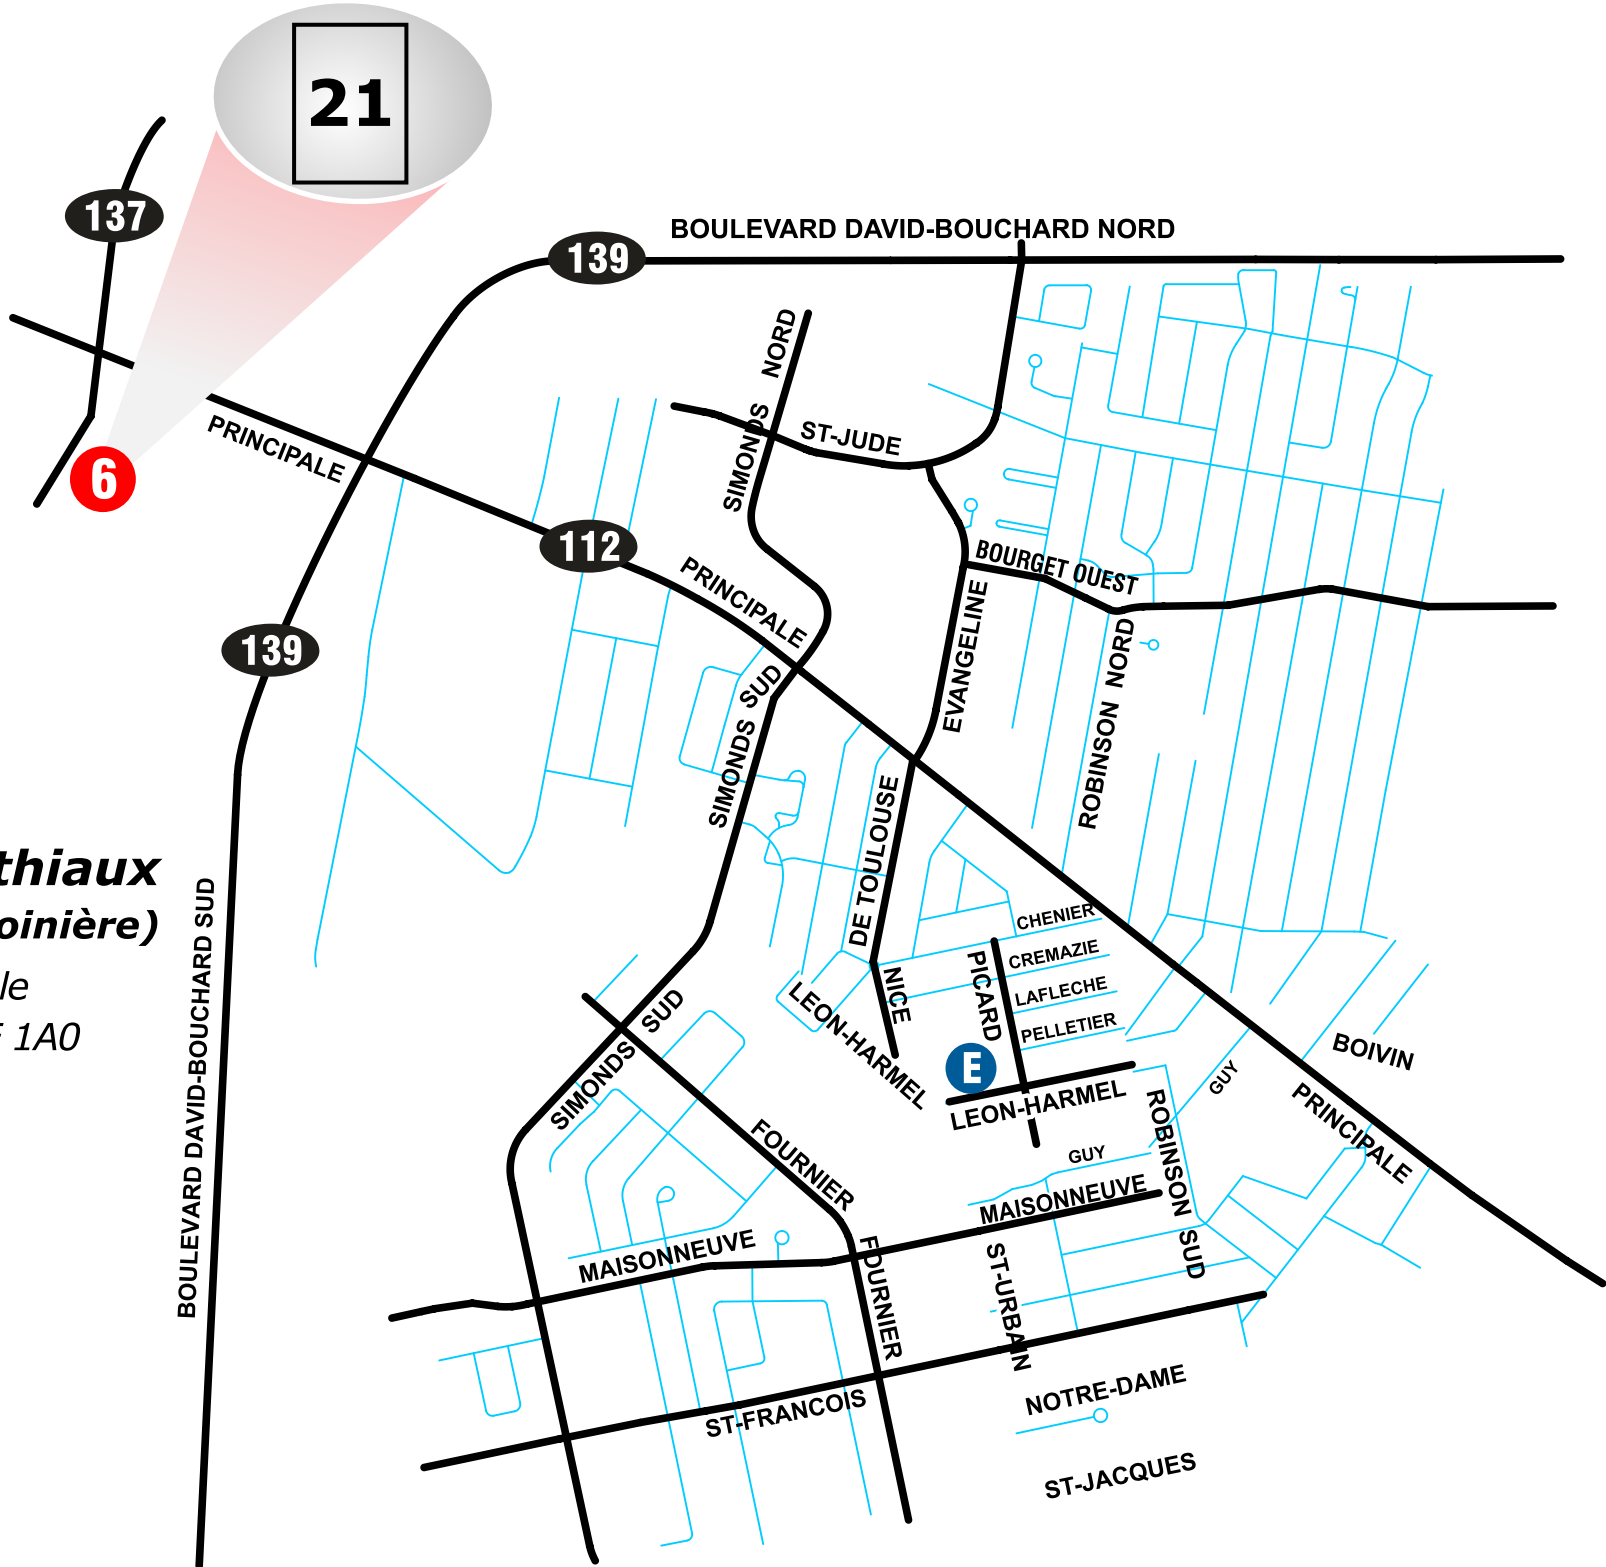 21
137
BOULEVARD DAVID-BOUCHARD NORD
139
SIMONDS NORD
ST-JUDE
PRINCIPALE
6
112
PRINCIPALE
BOURGET OUEST
EVANGELINE
139
ROBINSON NORD
SIMONDS SUD
DE TOULOUSE
thiaux
oinière)
le
1A0
BOULEVARD DAVID-BOUCHARD SUD
CHENIER
CREMAZIE
LAFLECHE
PELLETIER
PICARD
NICE
LEON-HARMEL
SIMONDS SUD
E
LEON-HARMEL
BOIVIN
GUY
PRINCIPALE
ROBINSON SUD
FOURNIER
GUY
MAISONNEUVE
MAISONNEUVE
FOURNIER
ST-URBAIN
ST-FRANCOIS
NOTRE-DAME
ST-JACQUES